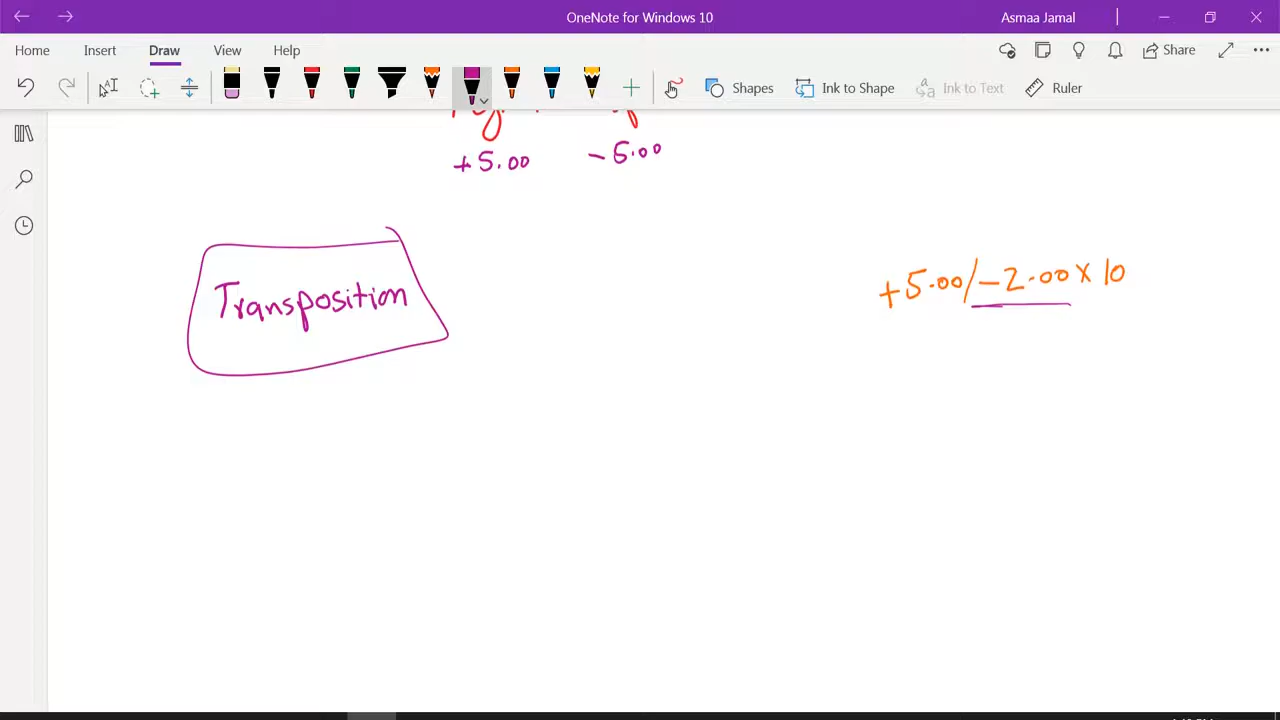 OneNote for Windows 10
Asmaa Jamal
Home Insert Draw View Help
Share
Shapes Ink to Shape Ink to Text Ruler
+5.00 -5.00
Transposition
+5.00/-2.00 x 10